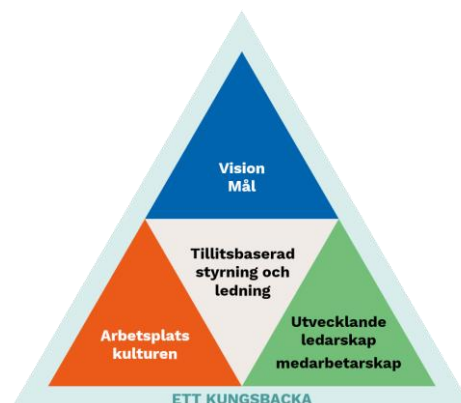 Vision
Mål
Tillitsbaserad
styrning och
ledning
Arbetsplats
kulturen
Utvecklande
ledarskap
medarbetarskap
ETT KUNGSBACKA